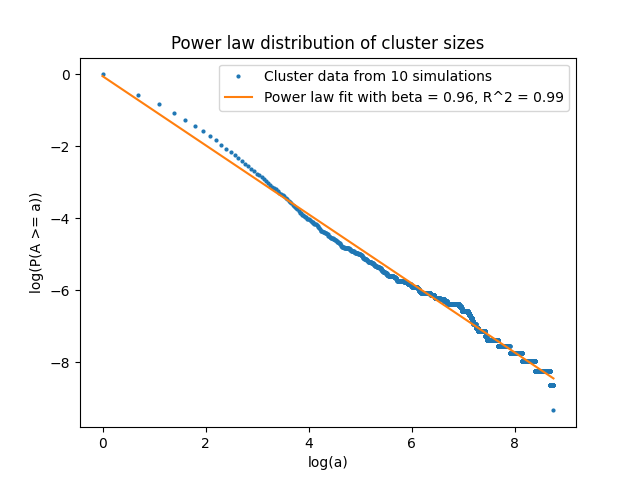 Power law distribution of cluster sizes
Cluster data from 10 simulations
Power law fit with beta = 0.96, R^2 = 0.99
log(P(A >= a))
0
−2
−4
−6
−8
0
2
4
6
8
log(a)